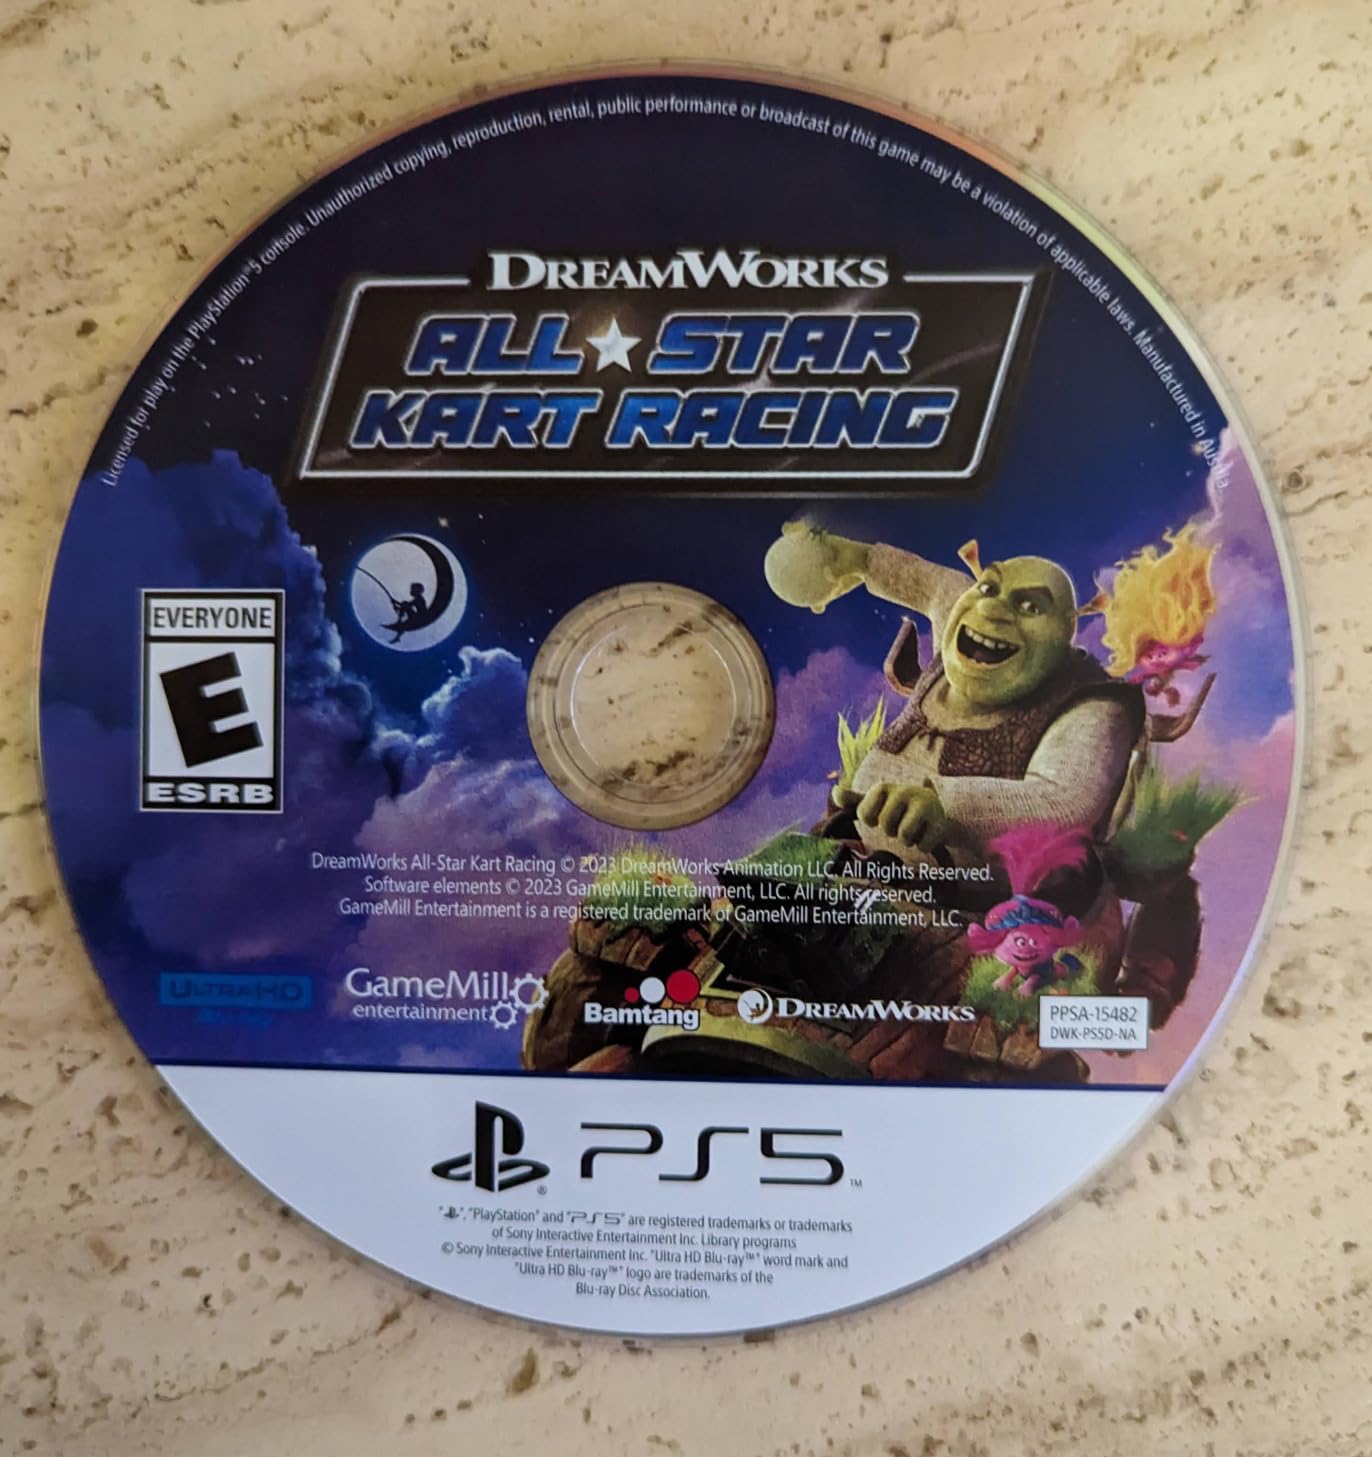 Licensed for play on the PlayStation®5 console. Unauthorized copying, reproduction, rental, public performance or broadcast of this game may be a violation of applicable laws. Manufactured in Austria.
DREAMWORKS
ALL★STAR
KART RACING
EVERYONE
E
ESRB
DreamWorks All-Star Kart Racing © 2023 DreamWorks Animation LLC. All Rights Reserved.
Software elements © 2023 GameMill Entertainment, LLC. All rights reserved.
GameMill Entertainment is a registered trademark of GameMill Entertainment, LLC.
ULTRA HD
Blu-ray
GameMill
entertainment
Bamtang
DREAMWORKS
PPSA-15482
DWK-PS5D-NA
PS5™
"PS", "PlayStation" and "PS5" are registered trademarks or trademarks
of Sony Interactive Entertainment Inc. Library programs
© Sony Interactive Entertainment Inc. "Ultra HD Blu-ray™" word mark and
"Ultra HD Blu-ray™" logo are trademarks of the
Blu-ray Disc Association.